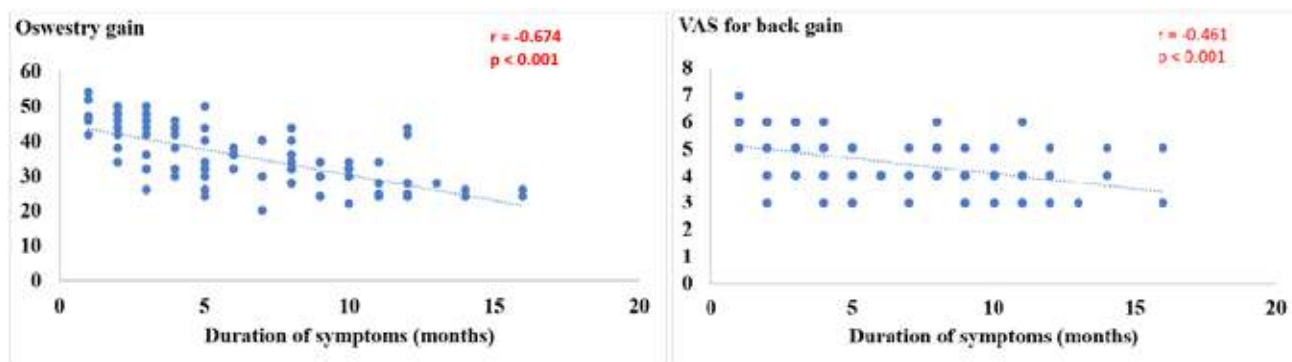 Oswestry gain
r = -0.674
p < 0.001
60
50
40
30
20
10
0
0 5 10 15 20
Duration of symptoms (months)
VAS for back gain
r = -0.461
p < 0.001
8
7
6
5
4
3
2
1
0
0 5 10 15 20
Duration of symptoms (months)